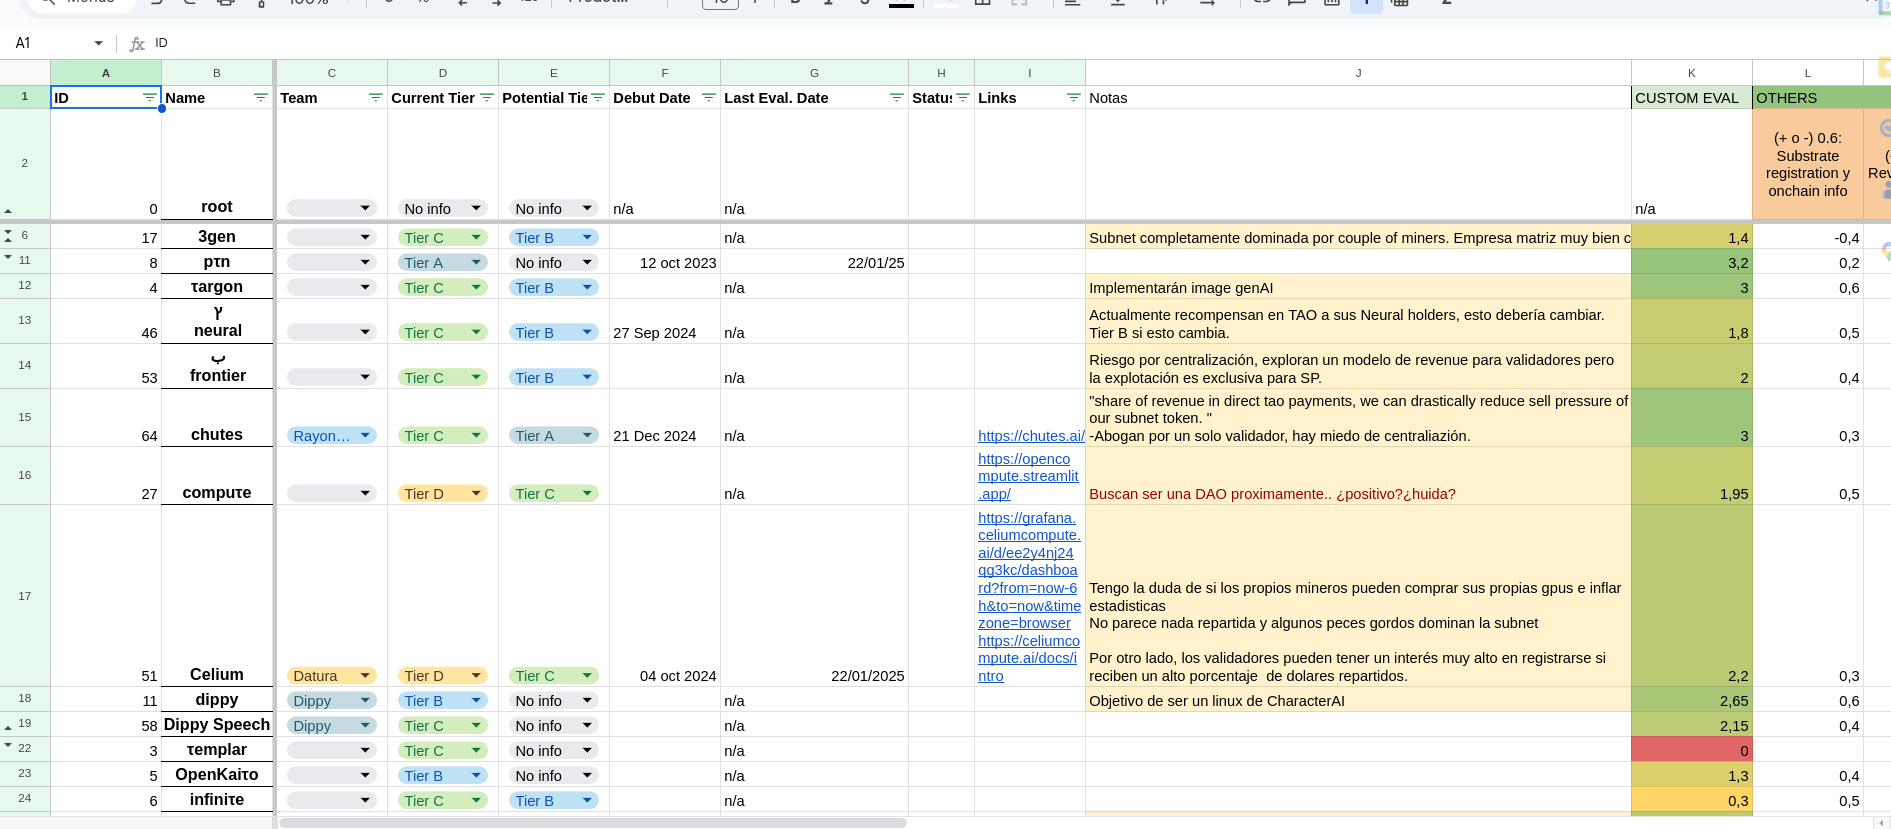 A1 fx ID
A B C D E F G H I J K L
1 ID Name Team Current Tier Potential Tie Debut Date Last Eval. Date Status Links Notas CUSTOM EVAL OTHERS
(+ o -) 0.6:
Substrate
registration y
onchain info
2 0 root No info No info n/a n/a n/a
6 17 3gen Tier C Tier B n/a Subnet completamente dominada por couple of miners. Empresa matriz muy bien c 1,4 -0,4
11 8 pτn Tier A No info 12 oct 2023 22/01/25 3,2 0,2
12 4 τargon Tier C Tier B n/a Implementarán image genAI 3 0,6
13 46 ץ
neural Tier C Tier B 27 Sep 2024 n/a Actualmente recompensan en TAO a sus Neural holders, esto debería cambiar.
Tier B si esto cambia. 1,8 0,5
14 53 ب
frontier Tier C Tier B n/a Riesgo por centralización, exploran un modelo de revenue para validadores pero
la explotación es exclusiva para SP. 2 0,4
15 64 chutes Rayon... Tier C Tier A 21 Dec 2024 n/a https://chutes.ai/ "share of revenue in direct tao payments, we can drastically reduce sell pressure of
our subnet token. "
-Abogan por un solo validador, hay miedo de centraliazión. 3 0,3
16 27 compuτe Tier D Tier C n/a https://openco
mpute.streamlit
.app/
Buscan ser una DAO proximamente.. ¿positivo?¿huida? 1,95 0,5
17 51 Celium Datura Tier D Tier C 04 oct 2024 22/01/2025 https://grafana.
celiumcompute.
ai/d/ee2y4nj24
qg3kc/dashboa
rd?from=now-6
h&to=now&time
zone=browser
https://celiumco
mpute.ai/docs/i
ntro
Tengo la duda de si los propios mineros pueden comprar sus propias gpus e inflar
estadisticas
No parece nada repartida y algunos peces gordos dominan la subnet
Por otro lado, los validadores pueden tener un interés muy alto en registrarse si
reciben un alto porcentaje de dolares repartidos. 2,2 0,3
18 11 dippy Dippy Tier B No info n/a Objetivo de ser un linux de CharacterAI 2,65 0,6
19 58 Dippy Speech Dippy Tier C No info n/a 2,15 0,4
22 3 τemplar Tier C No info n/a 0
23 5 OpenKaiτo Tier B No info n/a 1,3 0,4
24 6 infiniτe Tier C Tier B n/a 0,3 0,5